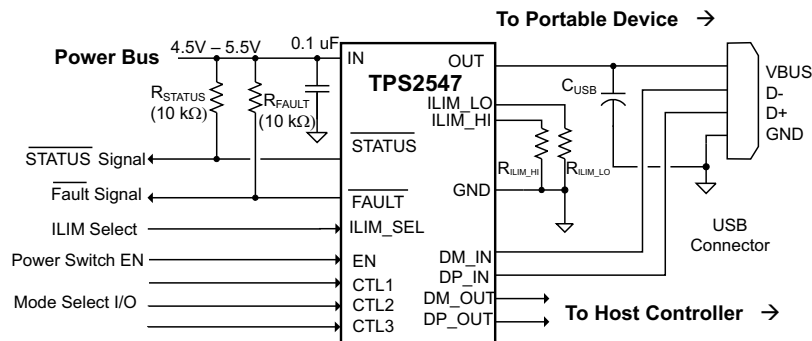 To Portable Device →
Power Bus
4.5V – 5.5V
0.1 uF
IN
TPS2547
OUT
VBUS
D-
D+
GND
RSTATUS
(10 kΩ)
RFAULT
(10 kΩ)
CUSB
ILIM_LO
ILIM_HI
STATUS Signal
STATUS
RILIM_HI
RILIM_LO
Fault Signal
FAULT
GND
ILIM Select
ILIM_SEL
USB
Connector
Power Switch EN
EN
DM_IN
DP_IN
Mode Select I/O
CTL1
CTL2
CTL3
DM_OUT
DP_OUT
To Host Controller →